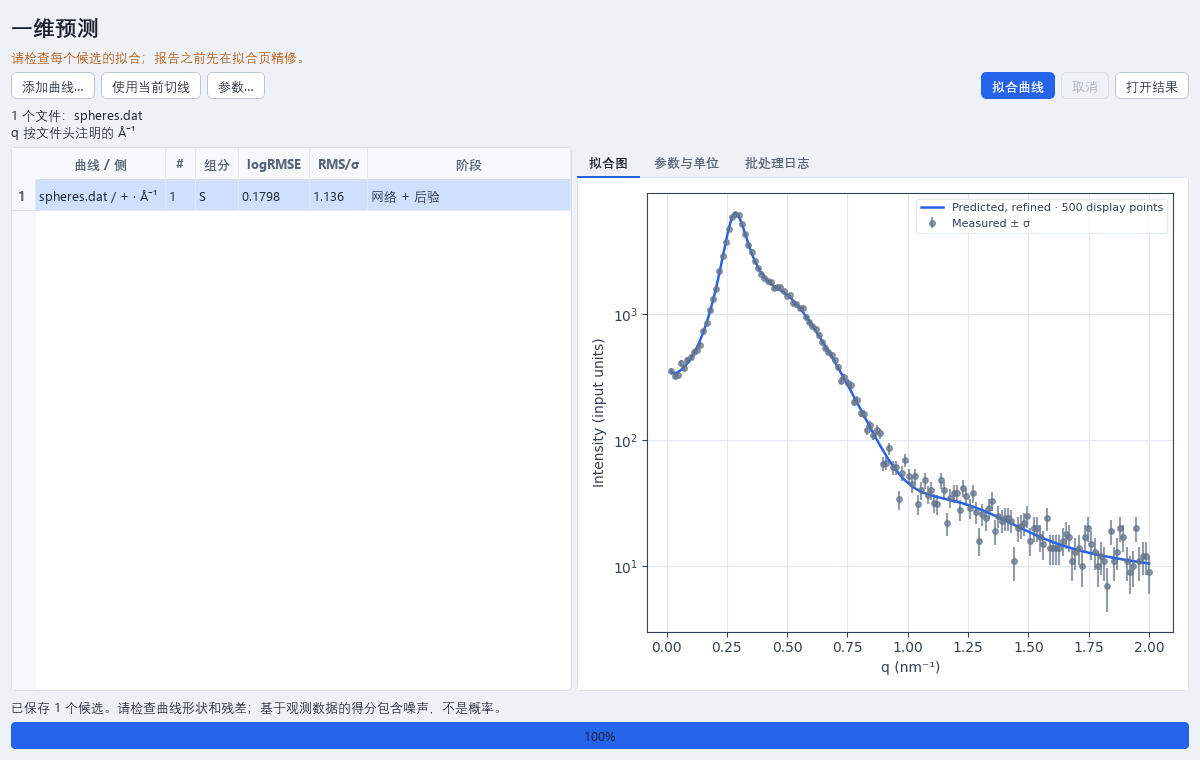 一维预测
请检查每个候选的拟合；报告之前先在拟合页精修。
添加曲线... 使用当前切线 参数... 拟合曲线 取消 打开结果
1 个文件：spheres.dat
q 按文件头注明的 Å⁻¹
曲线 / 侧 # 组分 logRMSE RMS/σ 阶段
1 spheres.dat / + · Å⁻¹ 1 S 0.1798 1.136 网络 + 后验
拟合图 参数与单位 批处理日志
Predicted, refined · 500 display points
Measured ± σ
10³
10²
10¹
Intensity (input units)
0.00 0.25 0.50 0.75 1.00 1.25 1.50 1.75 2.00
q (nm⁻¹)
已保存 1 个候选。请检查曲线形状和残差；基于观测数据的得分包含噪声，不是概率。
100%